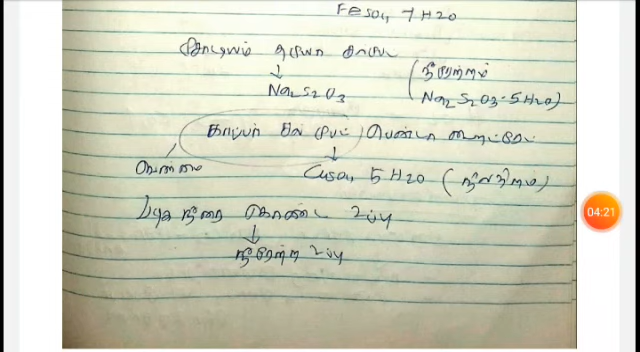 FeSO4 7H2O
சோடியம் தயோ சல்பேட்
(நீரேற்றம்
Na2S2O3
Na2S2O3·5H2O)
காப்பர் சல்பேட் பென்டா ஹைட்ரேட்
வெண்மை
CuSO4 5H2O (நீலநிறம்)
படிக நீரை கொண்ட உப்பு
நீரேற்ற உப்பு
04:21